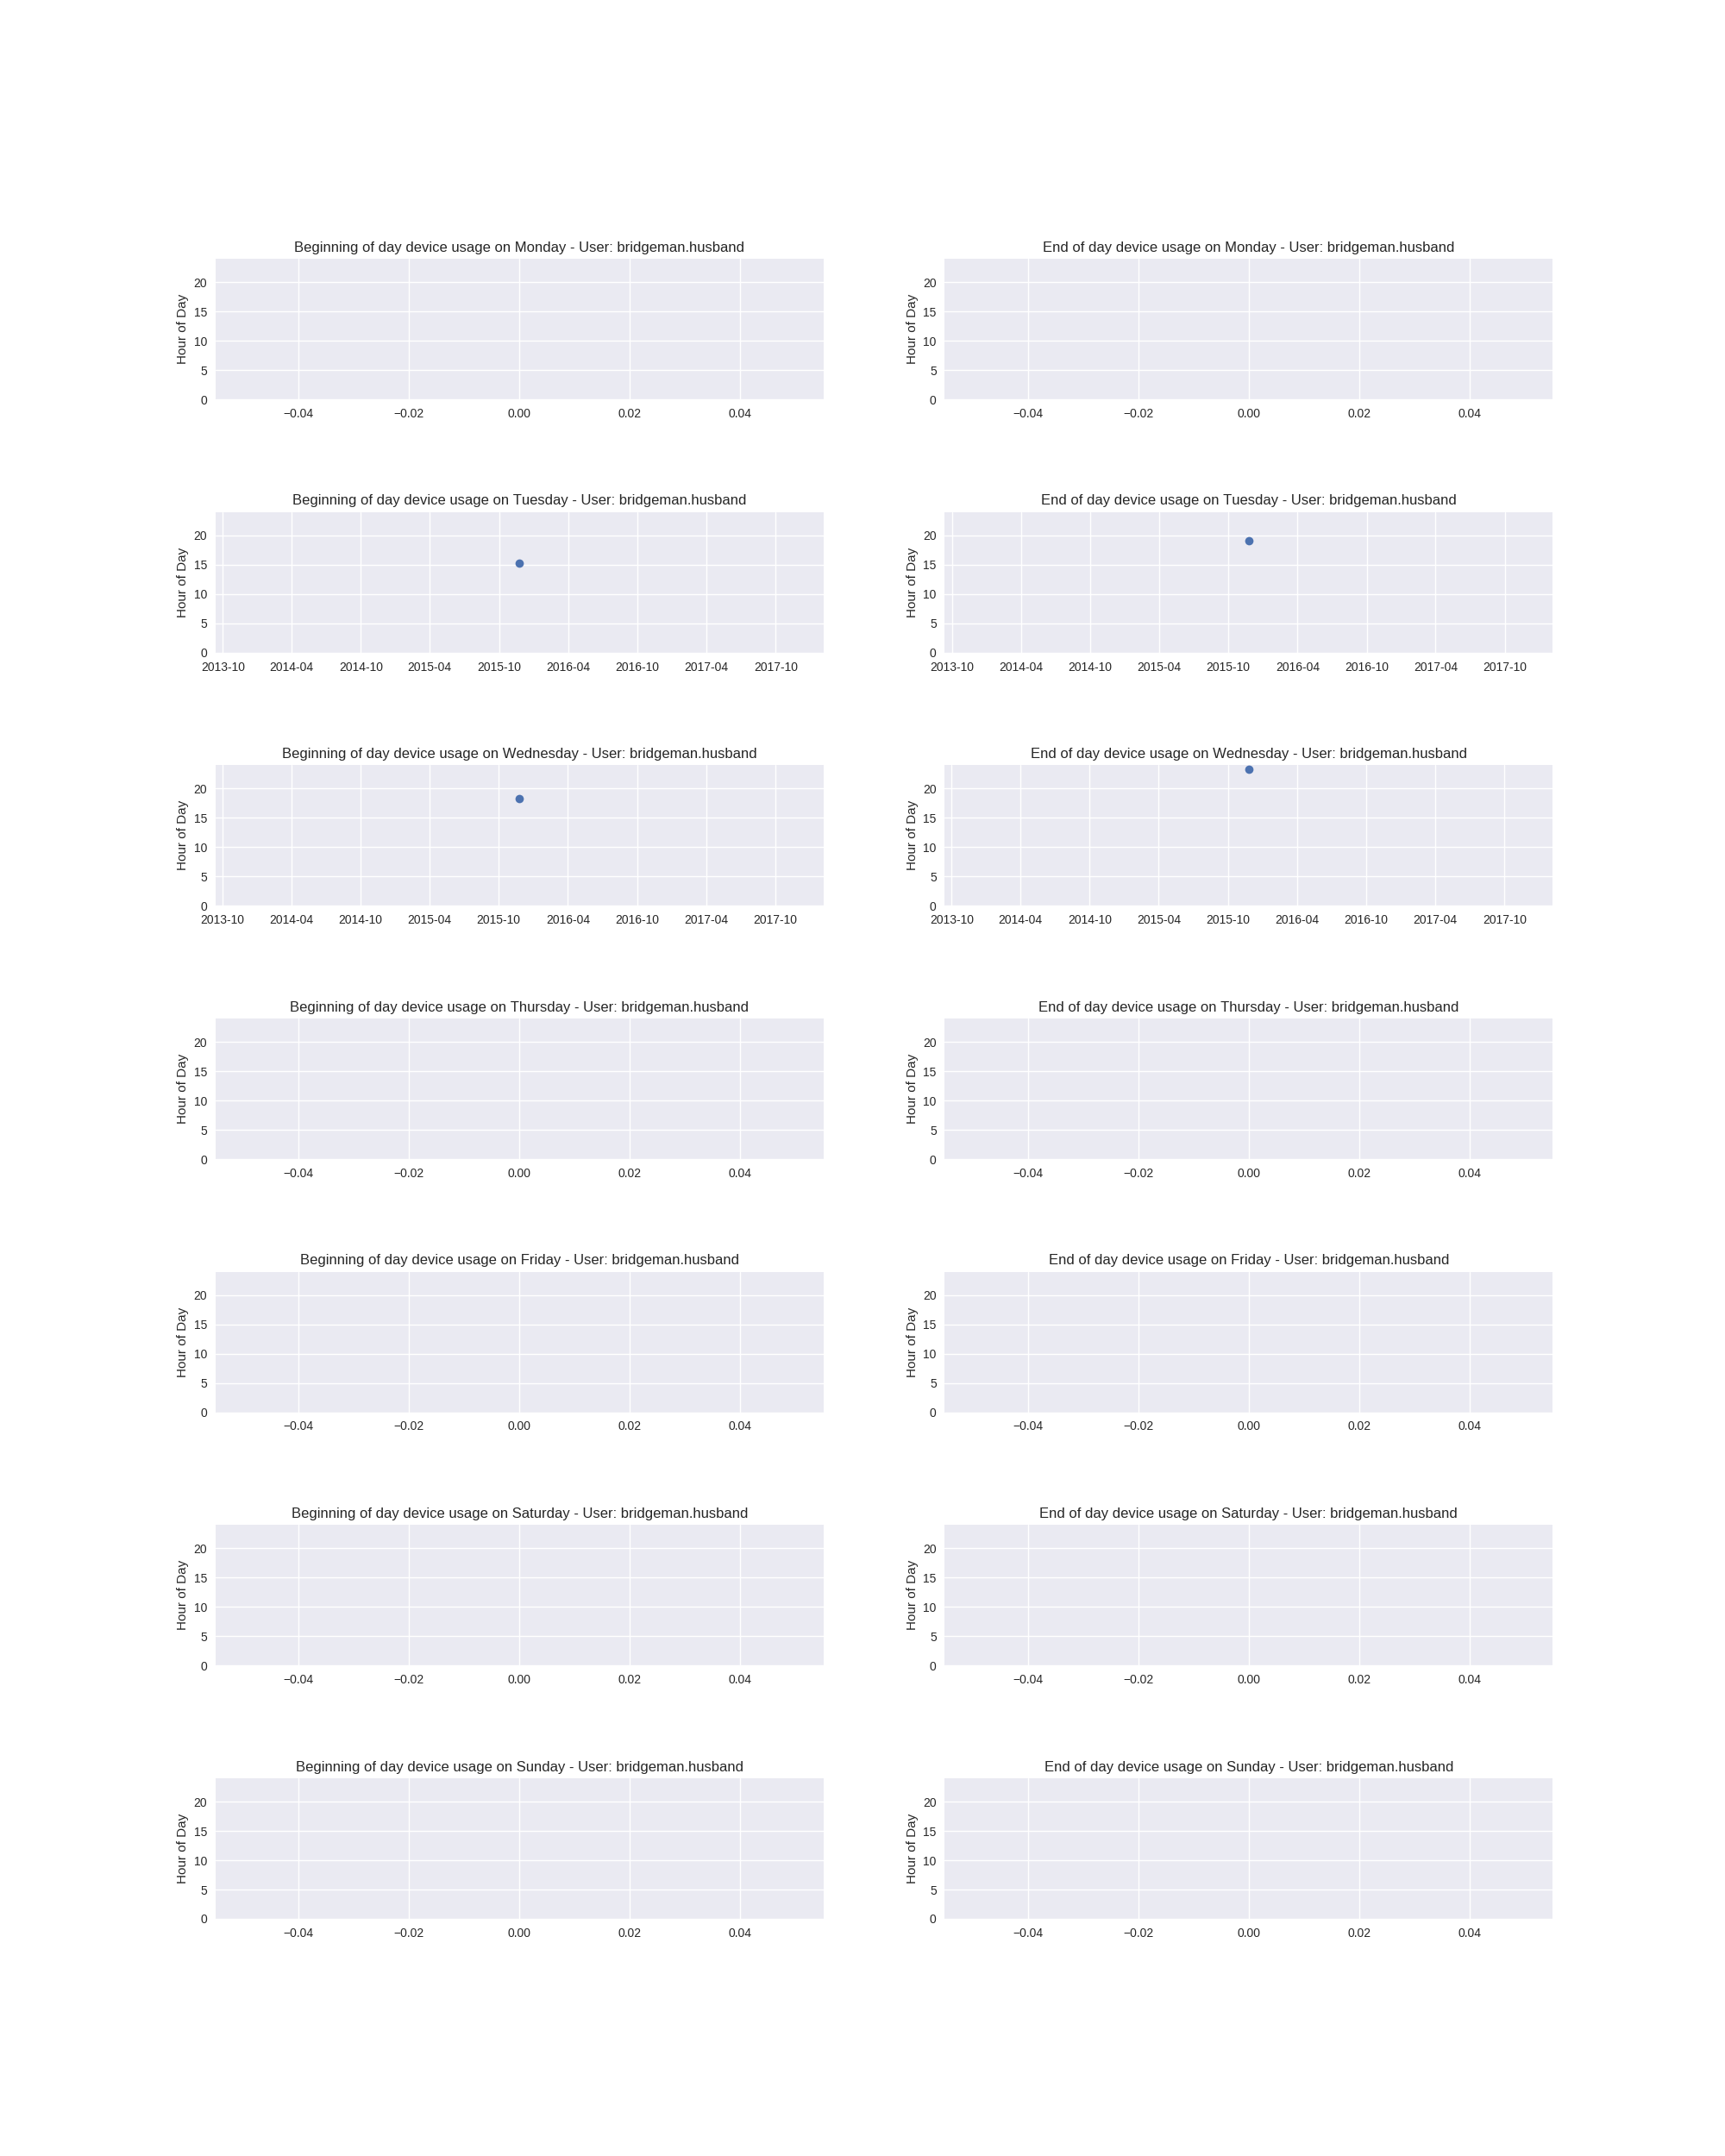 Beginning of day device usage on Monday - User: bridgeman.husband
End of day device usage on Monday - User: bridgeman.husband
Hour of Day
20
15
10
5
0
−0.04 −0.02 0.00 0.02 0.04
Hour of Day
20
15
10
5
0
−0.04 −0.02 0.00 0.02 0.04
Beginning of day device usage on Tuesday - User: bridgeman.husband
End of day device usage on Tuesday - User: bridgeman.husband
Hour of Day
20
15
10
5
0
2013-10 2014-04 2014-10 2015-04 2015-10 2016-04 2016-10 2017-04 2017-10
Hour of Day
20
15
10
5
0
2013-10 2014-04 2014-10 2015-04 2015-10 2016-04 2016-10 2017-04 2017-10
Beginning of day device usage on Wednesday - User: bridgeman.husband
End of day device usage on Wednesday - User: bridgeman.husband
Hour of Day
20
15
10
5
0
2013-10 2014-04 2014-10 2015-04 2015-10 2016-04 2016-10 2017-04 2017-10
Hour of Day
20
15
10
5
0
2013-10 2014-04 2014-10 2015-04 2015-10 2016-04 2016-10 2017-04 2017-10
Beginning of day device usage on Thursday - User: bridgeman.husband
End of day device usage on Thursday - User: bridgeman.husband
Hour of Day
20
15
10
5
0
−0.04 −0.02 0.00 0.02 0.04
Hour of Day
20
15
10
5
0
−0.04 −0.02 0.00 0.02 0.04
Beginning of day device usage on Friday - User: bridgeman.husband
End of day device usage on Friday - User: bridgeman.husband
Hour of Day
20
15
10
5
0
−0.04 −0.02 0.00 0.02 0.04
Hour of Day
20
15
10
5
0
−0.04 −0.02 0.00 0.02 0.04
Beginning of day device usage on Saturday - User: bridgeman.husband
End of day device usage on Saturday - User: bridgeman.husband
Hour of Day
20
15
10
5
0
−0.04 −0.02 0.00 0.02 0.04
Hour of Day
20
15
10
5
0
−0.04 −0.02 0.00 0.02 0.04
Beginning of day device usage on Sunday - User: bridgeman.husband
End of day device usage on Sunday - User: bridgeman.husband
Hour of Day
20
15
10
5
0
−0.04 −0.02 0.00 0.02 0.04
Hour of Day
20
15
10
5
0
−0.04 −0.02 0.00 0.02 0.04